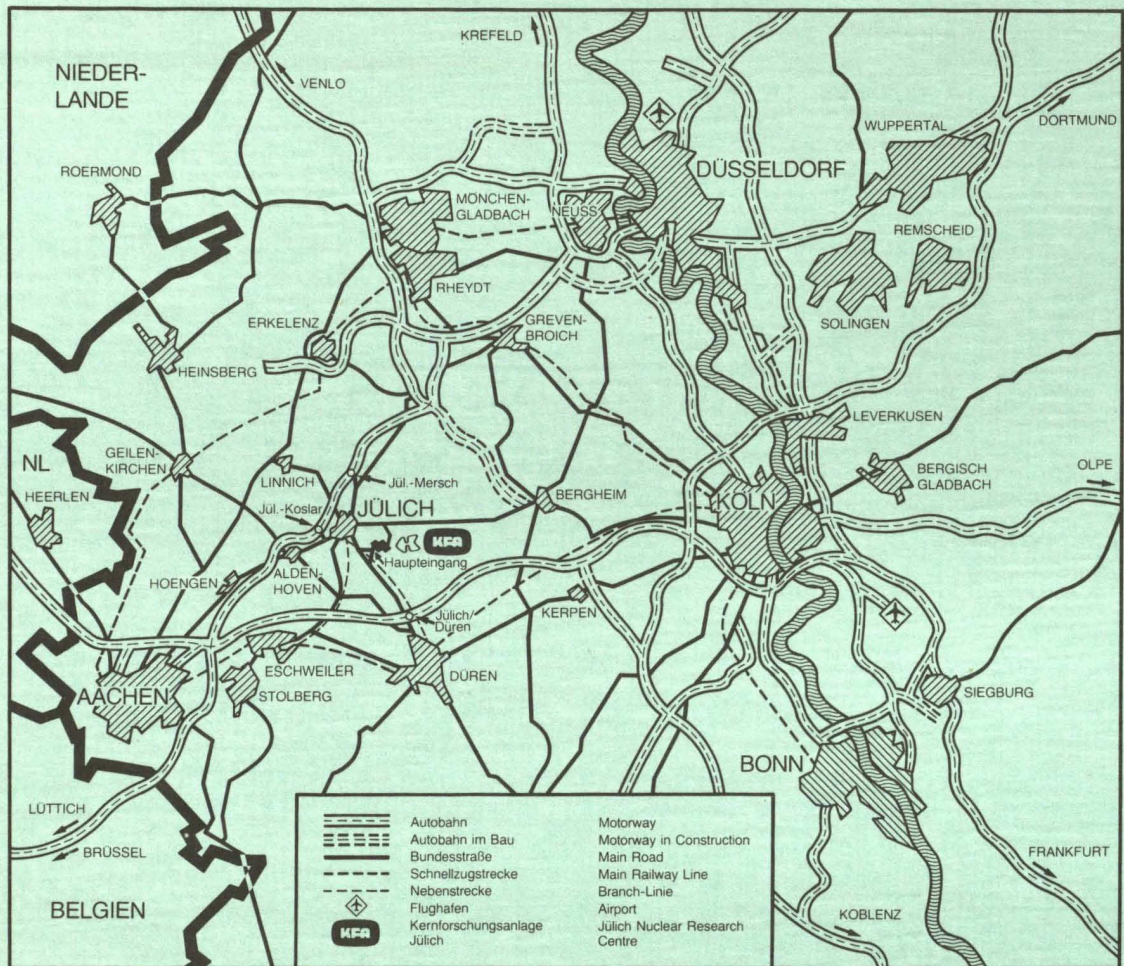 KREFELD
NIEDER-
LANDE
VENLO
DORTMUND
WUPPERTAL
ROERMOND
DÜSSELDORF
MÖNCHEN-
GLADBACH
NEUSS
REMSCHEID
RHEYDT
ERKELENZ
GREVEN-
BROICH
SOLINGEN
HEINSBERG
LEVERKUSEN
GEILEN-
KIRCHEN
NL
LINNICH
Jül.-Mersch
BERGISCH
GLADBACH
OLPE
HEERLEN
BERGHEIM
KÖLN
Jül.-Koslar
JÜLICH
KFA
Haupteingang
HOENGEN
ALDEN-
HOVEN
Jülich/
Düren
KERPEN
ESCHWEILER
DÜREN
AACHEN
STOLBERG
SIEGBURG
BONN
LÜTTICH
BRÜSSEL
FRANKFURT
BELGIEN
KOBLENZ
Autobahn Motorway
Autobahn im Bau Motorway in Construction
Bundesstraße Main Road
Schnellzugstrecke Main Railway Line
Nebenstrecke Branch-Linie
Flughafen Airport
KFA Kernforschungsanlage Jülich Nuclear Research
Jülich Centre